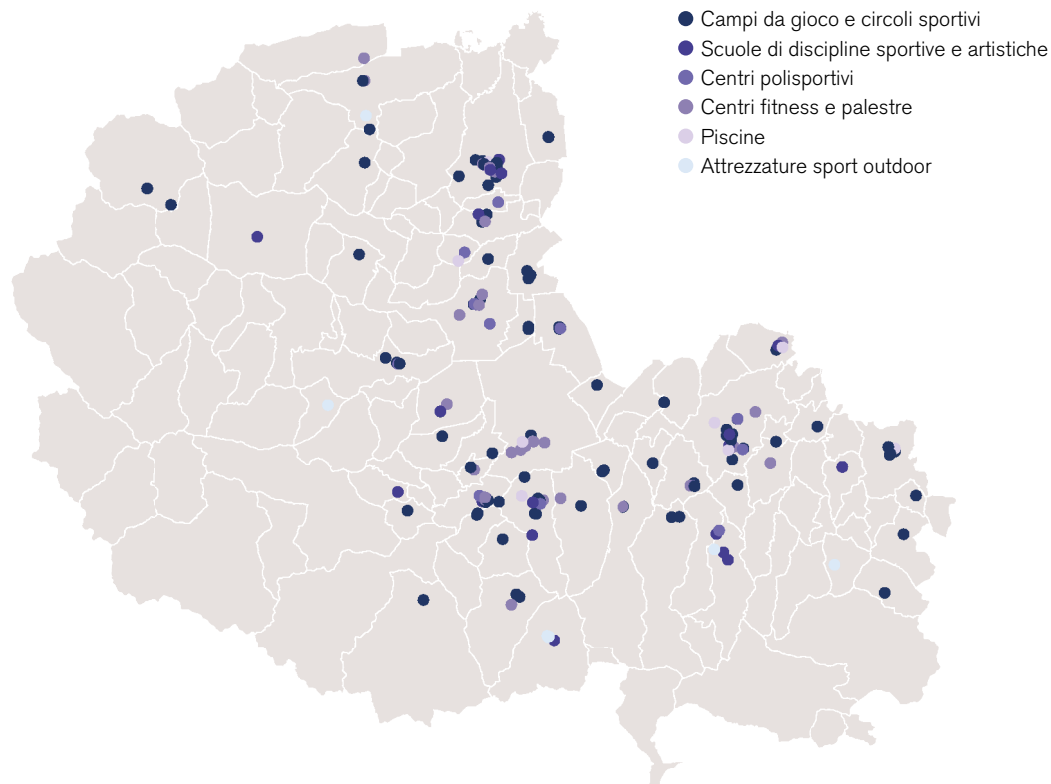 Campi da gioco e circoli sportivi
Scuole di discipline sportive e artistiche
Centri polisportivi
Centri fitness e palestre
Piscine
Attrezzature sport outdoor